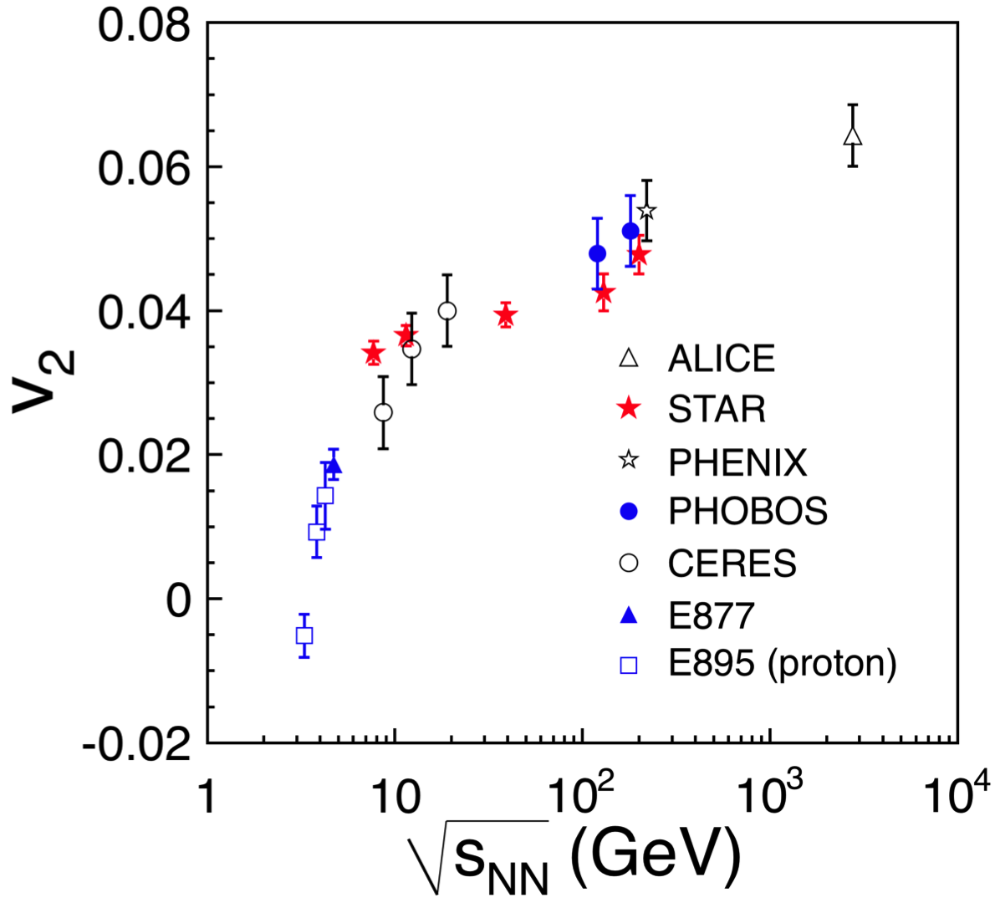 0.08
0.06
0.04
0.02
0
-0.02
v₂
ALICE
STAR
PHENIX
PHOBOS
CERES
E877
E895 (proton)
1 10 10² 10³ 10⁴
√s_NN (GeV)